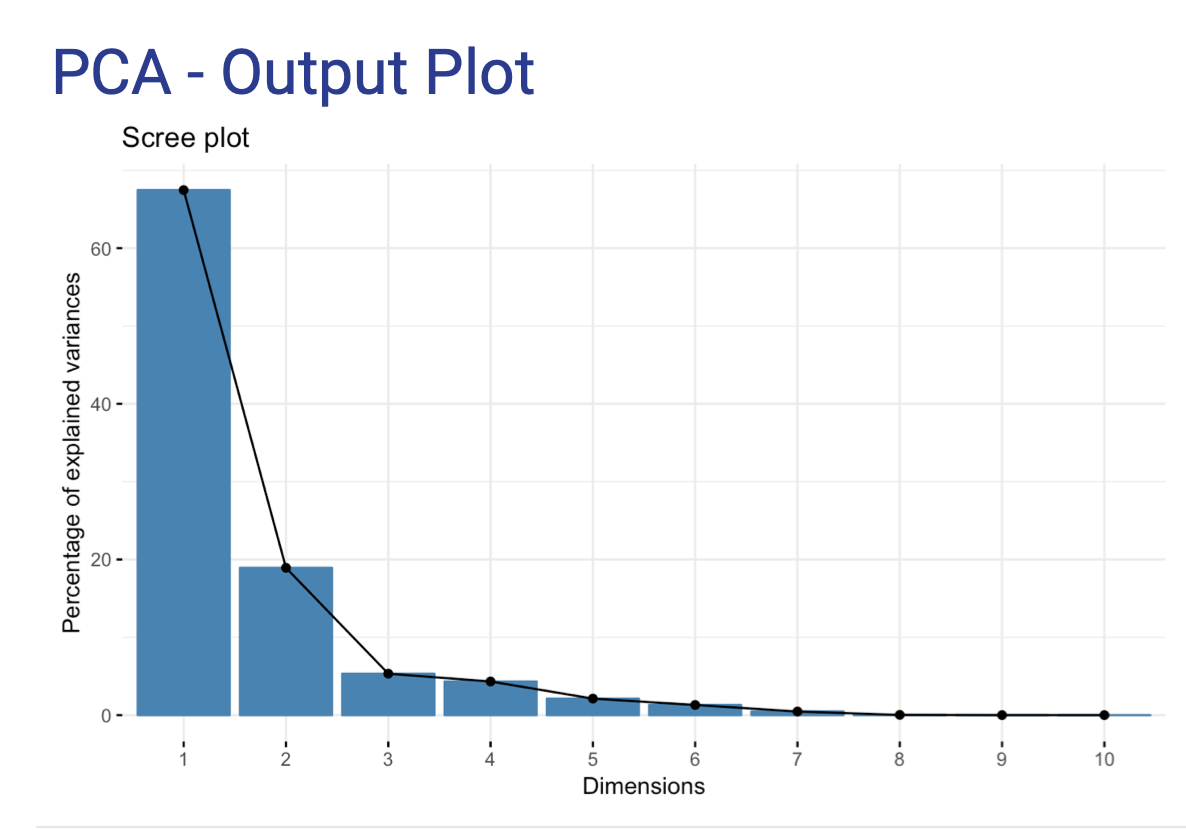 PCA - Output Plot
Scree plot
Percentage of explained variances
60
40
20
0
1 2 3 4 5 6 7 8 9 10
Dimensions